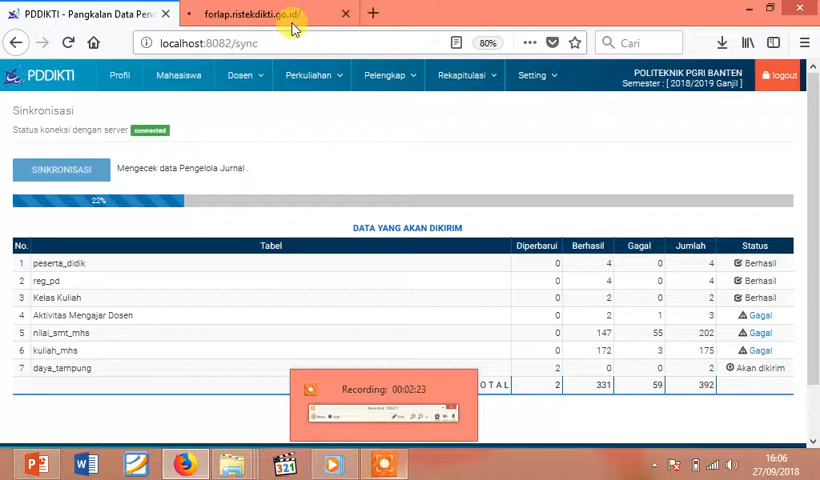 PDDIKTI - Pangkalan Data Pend
forlap.ristekdikti.go.id/
localhost:8082/sync
80%
Cari
PDDIKTI
Profil
Mahasiswa
Dosen
Perkuliahan
Pelengkap
Rekapitulasi
Setting
POLITEKNIK PGRI BANTEN
Semester : [ 2018/2019 Ganjil ]
logout
Sinkronisasi
Status koneksi dengan server connected
SINKRONISASI Mengecek data Pengelola Jurnal .
22%
DATA YANG AKAN DIKIRIM
No. Tabel Diperbarui Berhasil Gagal Jumlah Status
1 peserta_didik 0 4 0 4 Berhasil
2 reg_pd 0 4 0 4 Berhasil
3 Kelas Kuliah 0 2 0 2 Berhasil
4 Aktivitas Mengajar Dosen 0 2 1 3 Gagal
5 nilai_smt_mhs 0 147 55 202 Gagal
6 kuliah_mhs 0 172 3 175 Gagal
7 daya_tampung 2 0 0 2 Akan dikirim
O T A L 2 331 59 392
Recording: 00:02:23
321
16:06
27/09/2018